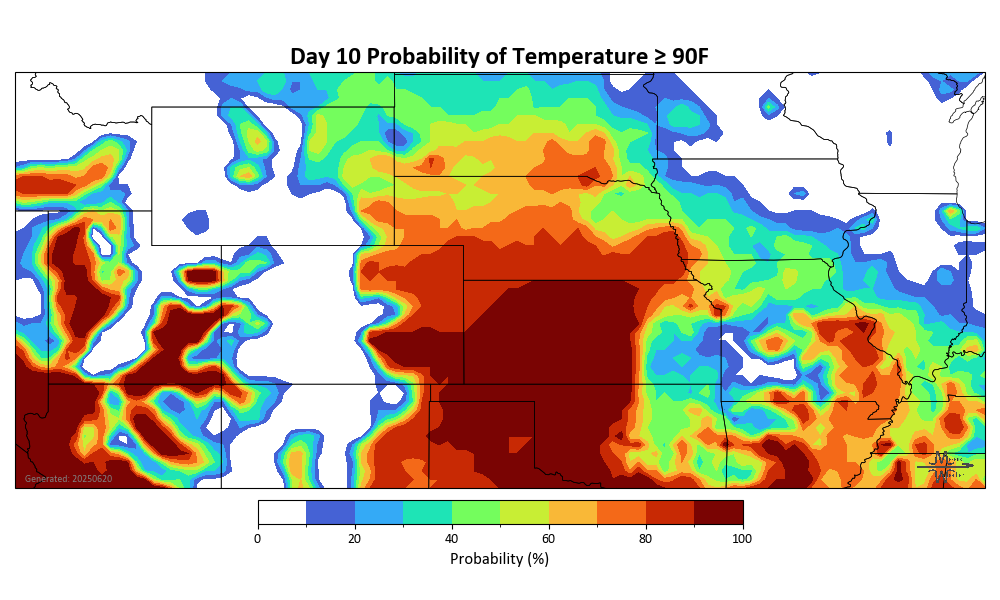 Day 10 Probability of Temperature ≥ 90F
Generated: 20250620
0 20 40 60 80 100
Probability (%)